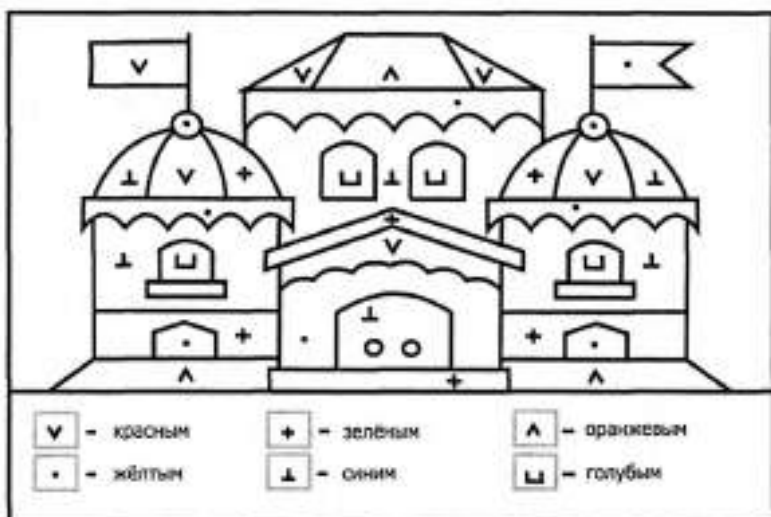 ∨ – красным + – зелёным ∧ – оранжевым
• – жёлтым ⊥ – синим ⊔ – голубым